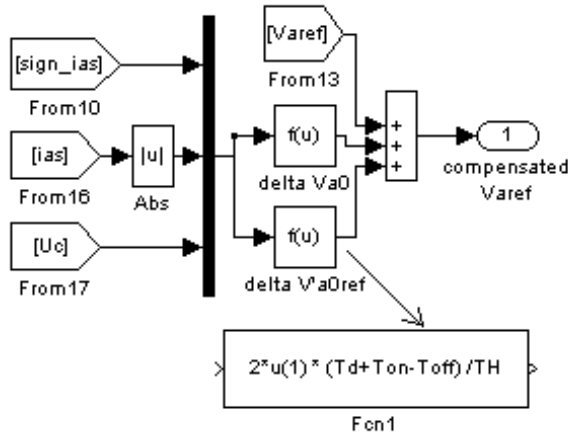 [sign_ias]
From10
[ias]
From16
|u|
Abs
[Uc]
From17
[Varef]
From13
f(u)
delta Va0
f(u)
delta V'a0ref
+
+
+
1
compensated
Varef
2*u(1) * (Td+Ton-Toff) /TH
Fcn1